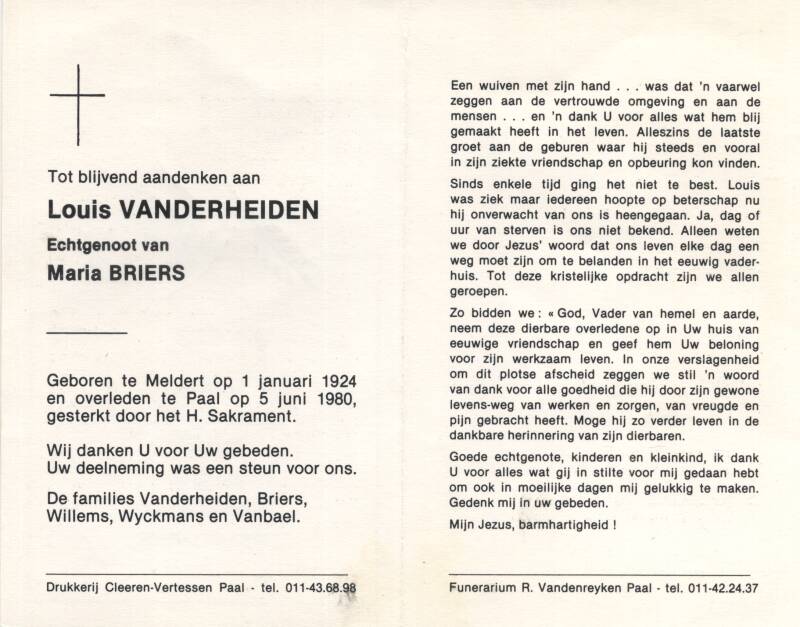 Tot blijvend aandenken aan
Louis VANDERHEIDEN
Echtgenoot van
Maria BRIERS
Geboren te Meldert op 1 januari 1924
en overleden te Paal op 5 juni 1980,
gesterkt door het H. Sakrament.
Wij danken U voor Uw gebeden.
Uw deelneming was een steun voor ons.
De families Vanderheiden, Briers,
Willems, Wyckmans en Vanbael.
Drukkerij Cleeren-Vertessen Paal - tel. 011-43.68.98
Een wuiven met zijn hand . . . was dat 'n vaarwel
zeggen aan de vertrouwde omgeving en aan de
mensen . . . en 'n dank U voor alles wat hem blij
gemaakt heeft in het leven. Alleszins de laatste
groet aan de geburen waar hij steeds en vooral
in zijn ziekte vriendschap en opbeuring kon vinden.
Sinds enkele tijd ging het niet te best. Louis
was ziek maar iedereen hoopte op beterschap nu
hij onverwacht van ons is heengegaan. Ja, dag of
uur van sterven is ons niet bekend. Alleen weten
we door Jezus' woord dat ons leven elke dag een
weg moet zijn om te belanden in het eeuwig vader-
huis. Tot deze kristelijke opdracht zijn we allen
geroepen.
Zo bidden we : « God, Vader van hemel en aarde,
neem deze dierbare overledene op in Uw huis van
eeuwige vriendschap en geef hem Uw beloning
voor zijn werkzaam leven. In onze verslagenheid
om dit plotse afscheid zeggen we stil 'n woord
van dank voor alle goedheid die hij door zijn gewone
levens-weg van werken en zorgen, van vreugde en
pijn gebracht heeft. Moge hij zo verder leven in de
dankbare herinnering van zijn dierbaren.
Goede echtgenote, kinderen en kleinkind, ik dank
U voor alles wat gij in stilte voor mij gedaan hebt
om ook in moeilijke dagen mij gelukkig te maken.
Gedenk mij in uw gebeden.
Mijn Jezus, barmhartigheid !
Funerarium R. Vandenreyken Paal - tel. 011-42.24.37